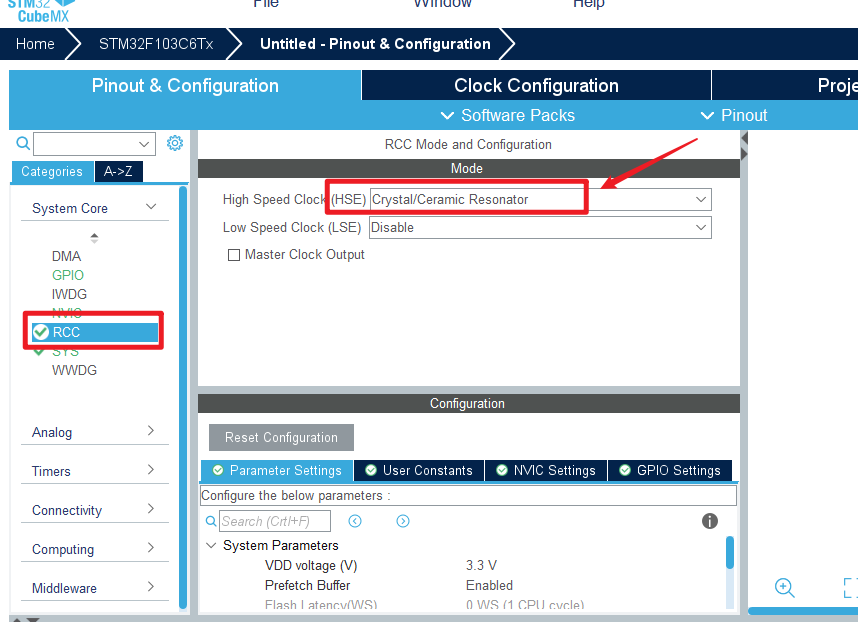 STM32
CubeMX
File Window Help
Home STM32F103C6Tx Untitled - Pinout & Configuration
Pinout & Configuration Clock Configuration Proje
Software Packs Pinout
Categories A->Z
System Core
DMA
GPIO
IWDG
NVIC
RCC
SYS
WWDG
Analog
Timers
Connectivity
Computing
Middleware
RCC Mode and Configuration
Mode
High Speed Clock (HSE) Crystal/Ceramic Resonator
Low Speed Clock (LSE) Disable
Master Clock Output
Configuration
Reset Configuration
Parameter Settings User Constants NVIC Settings GPIO Settings
Configure the below parameters :
Search (Crtl+F)
System Parameters
VDD voltage (V) 3.3 V
Prefetch Buffer Enabled
Flash Latency(WS) 0 WS (1 CPU cycle)